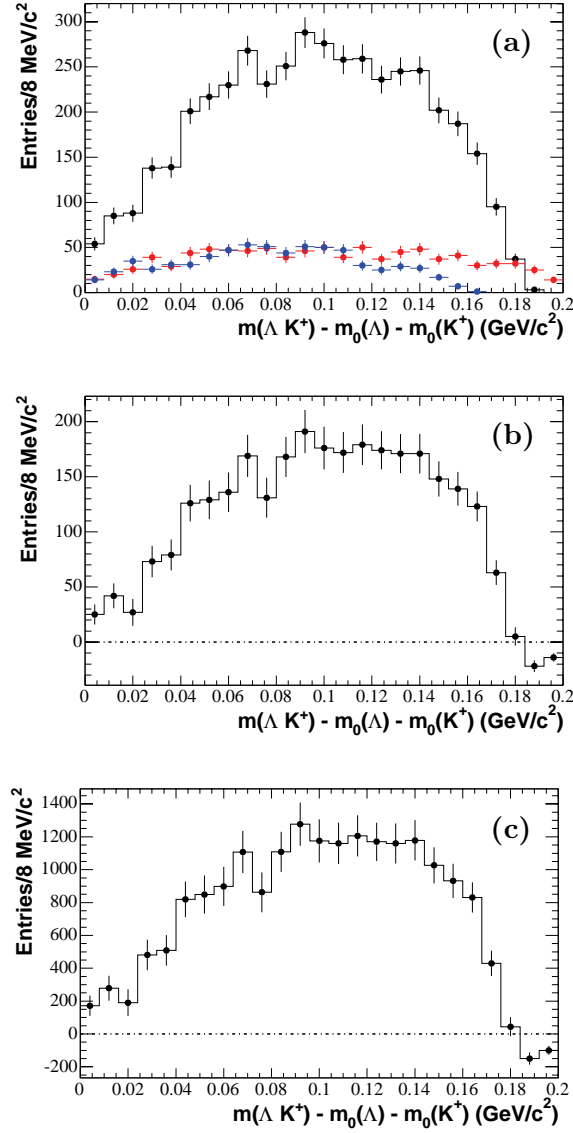 (a)
Entries/8 MeV/c²
300
250
200
150
100
50
0
0 0.02 0.04 0.06 0.08 0.1 0.12 0.14 0.16 0.18 0.2
m(Λ K⁺) - m₀(Λ) - m₀(K⁺) (GeV/c²)
(b)
Entries/8 MeV/c²
200
150
100
50
0
0 0.02 0.04 0.06 0.08 0.1 0.12 0.14 0.16 0.18 0.2
m(Λ K⁺) - m₀(Λ) - m₀(K⁺) (GeV/c²)
(c)
Entries/8 MeV/c²
1400
1200
1000
800
600
400
200
0
-200
0 0.02 0.04 0.06 0.08 0.1 0.12 0.14 0.16 0.18 0.2
m(Λ K⁺) - m₀(Λ) - m₀(K⁺) (GeV/c²)